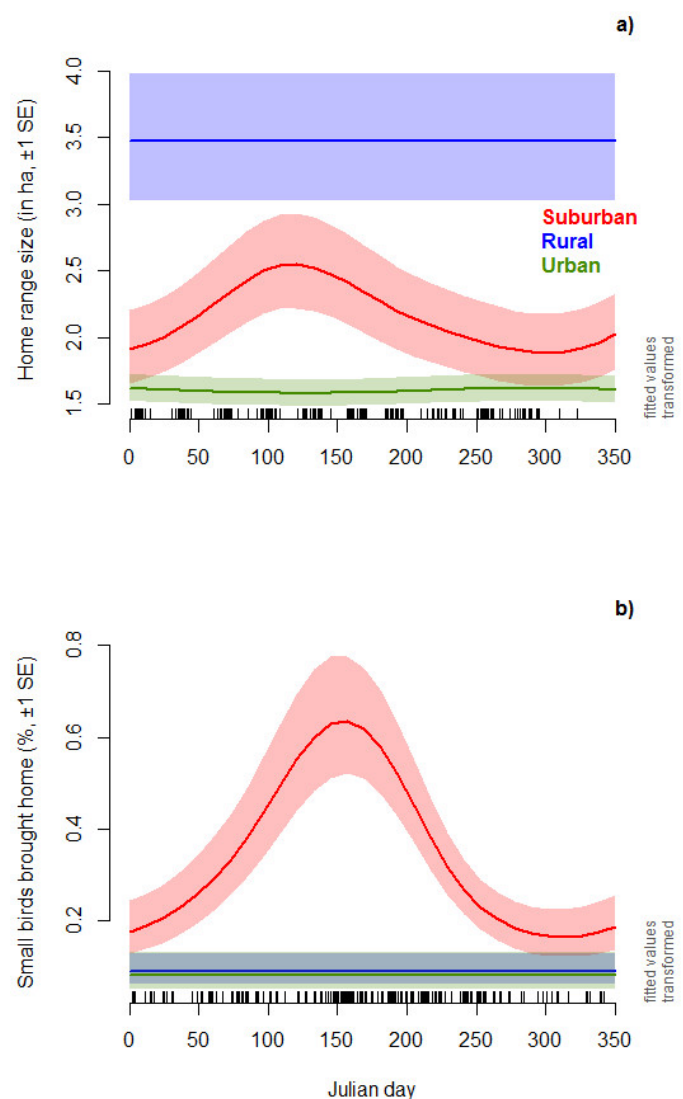 a)
Home range size (in ha, ±1 SE)
4.0
3.5
3.0
2.5
2.0
1.5
Suburban
Rural
Urban
fitted values
transformed
0 50 100 150 200 250 300 350
b)
Small birds brought home (%, ±1 SE)
0.8
0.6
0.4
0.2
fitted values
transformed
0 50 100 150 200 250 300 350
Julian day